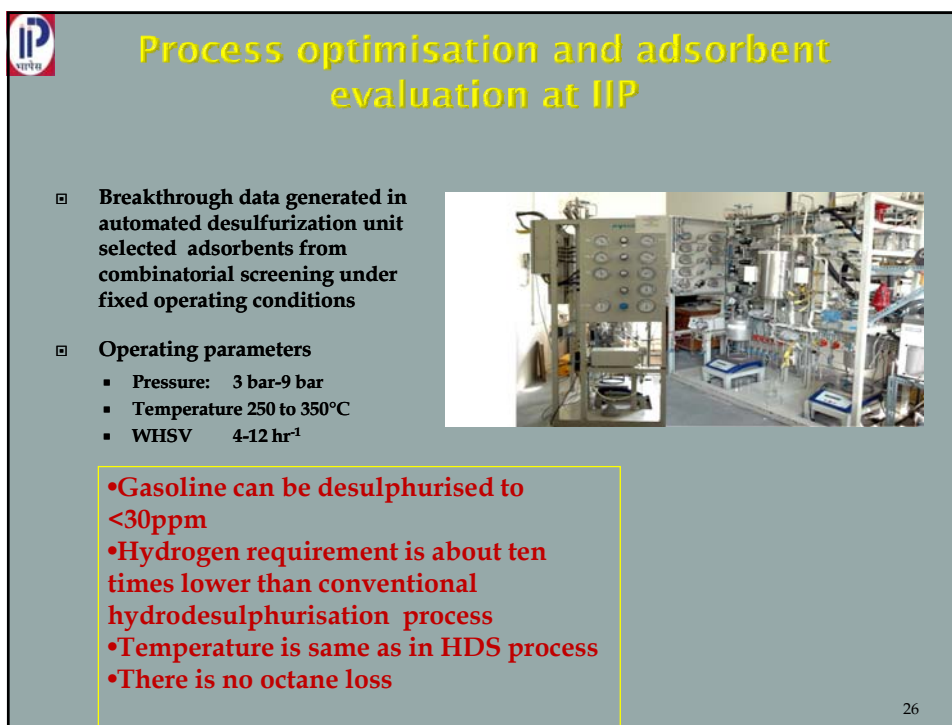 भापेस
Process optimisation and adsorbent
evaluation at IIP
Breakthrough data generated in
automated desulfurization unit
selected adsorbents from
combinatorial screening under
fixed operating conditions
Operating parameters
Pressure: 3 bar-9 bar
Temperature 250 to 350°C
WHSV 4-12 hr⁻¹
•Gasoline can be desulphurised to
<30ppm
•Hydrogen requirement is about ten
times lower than conventional
hydrodesulphurisation process
•Temperature is same as in HDS process
•There is no octane loss
26